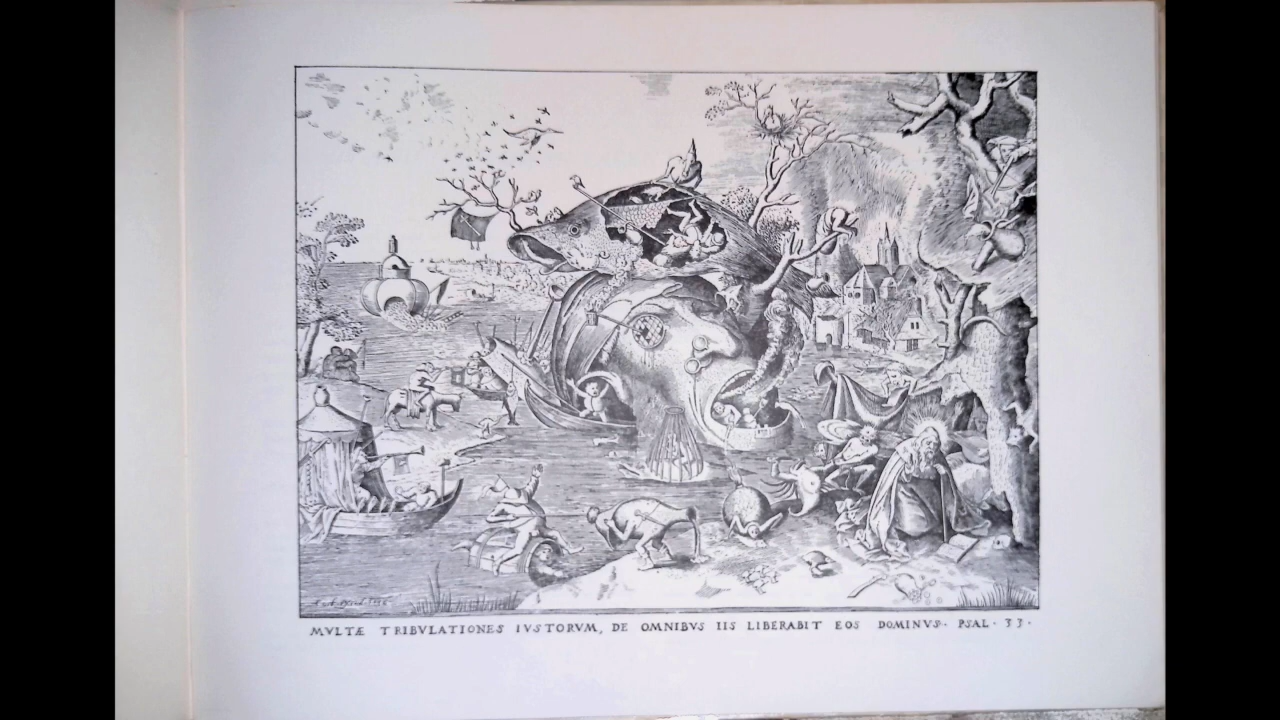 MVLTÆ TRIBVLATIONES IVSTORVM, DE OMNIBVS IIS LIBERABIT EOS DOMINVS· PSAL·33·